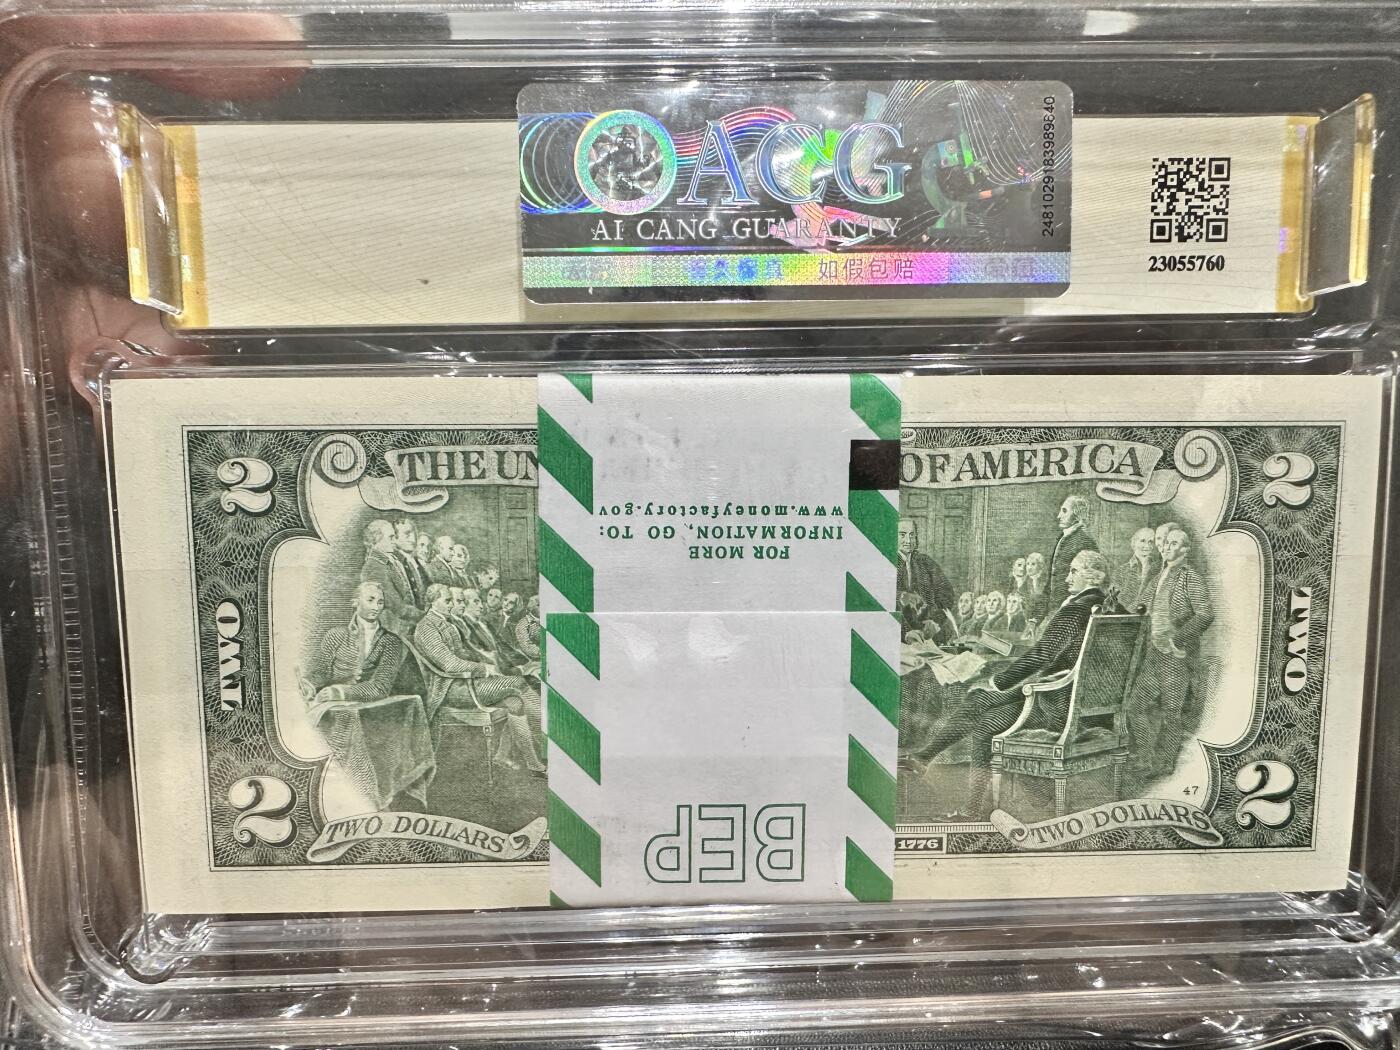 ACG
AI CANG GUARANTY
如假包赔
2481029183989640
23055760
2
THE UN
OF AMERICA
2
TWO
TWO
www.moneyfactory.gov
INFORMATION, GO TO:
FOR MORE
2
TWO DOLLARS
BEP
1776
47
TWO DOLLARS
2